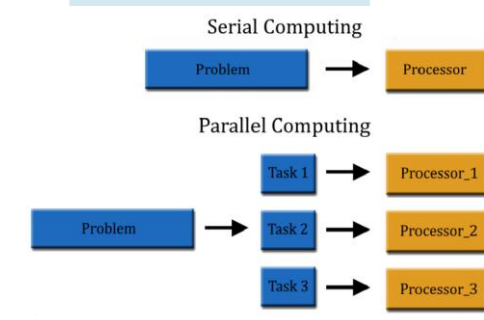 Serial Computing
Problem
Processor
Parallel Computing
Task 1
Processor_1
Problem
Task 2
Processor_2
Task 3
Processor_3